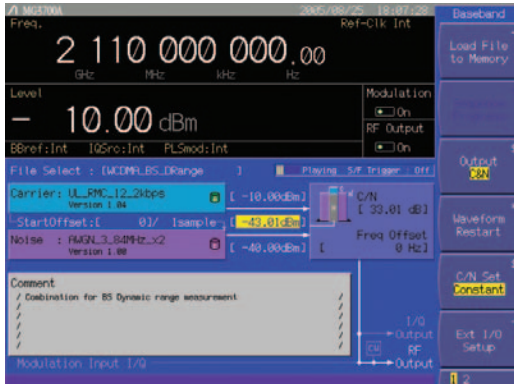 MG3700A 2005/08/25 18:07:28
Freq. Ref-Clk Int
2 110 000 000.00
GHz MHz kHz Hz
Level
- 10.00 dBm
Modulation
On
RF Output
On
BBref:Int IQSrc:Int PLSmod:Int
File Select : [WCDMA_BS_DRange ] Playing S/F Trigger : Off
Carrier: UL_RMC_12_2kbps [ -10.00dBm]
Version 1.04
StartOffset:[ 0]/ 1sample [ -43.01dBm]
Noise : AWGN_3_84MHz_x2 [ -40.00dBm]
Version 1.00
C/N
[ 33.01 dB]
Freq Offset
[ 0 Hz]
Comment
/ Combination for BS Dynamic range measurement /
/ /
/ /
/ /
/ /
I/Q
Output
CW RF
Output
Modulation Input I/Q
Baseband
Load File
to Memory
Output
C&N
Waveform
Restart
C/N Set
Constant
Ext I/O
Setup
1 2